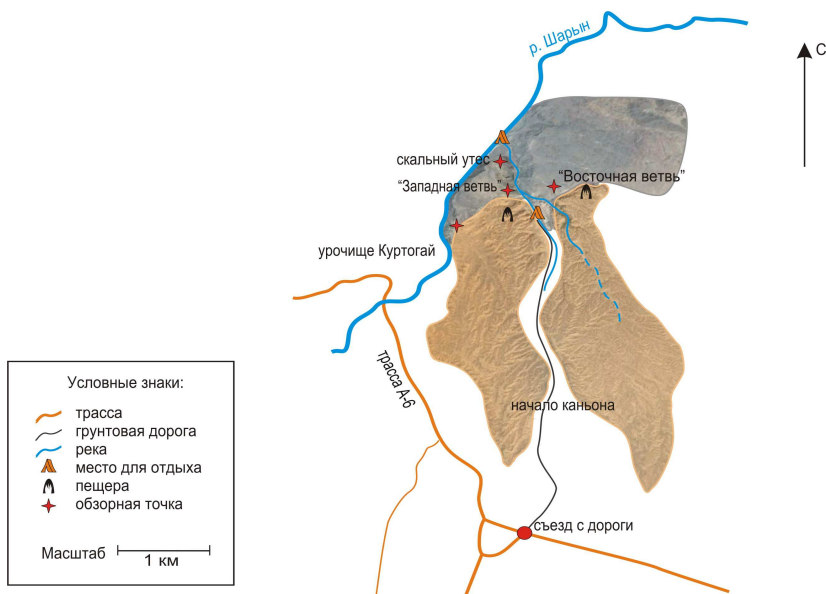 р. Шарын
С
скальный утес
"Западная ветвь"
"Восточная ветвь"
урочище Куртогай
трасса А-6
начало каньона
съезд с дороги
Условные знаки:
трасса
грунтовая дорога
река
место для отдыха
пещера
обзорная точка
Масштаб
1 км